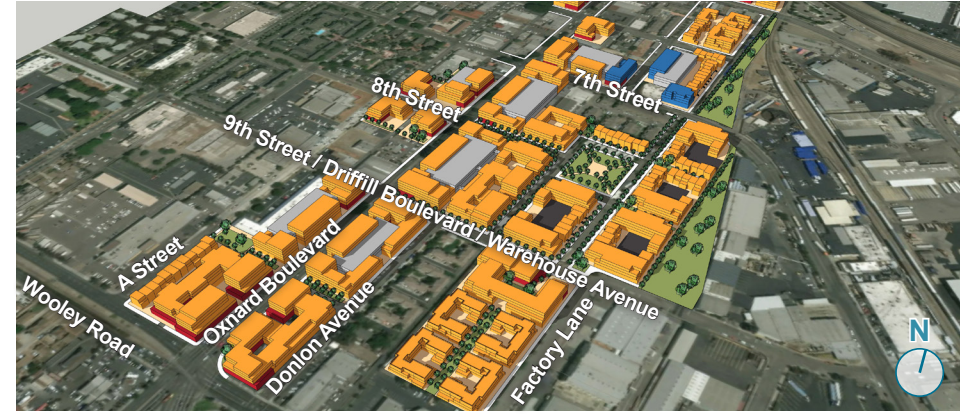 7th Street
8th Street
9th Street / Driffill Boulevard / Warehouse Avenue
A Street
Oxnard Boulevard
Wooley Road
Donlon Avenue
Factory Lane
N